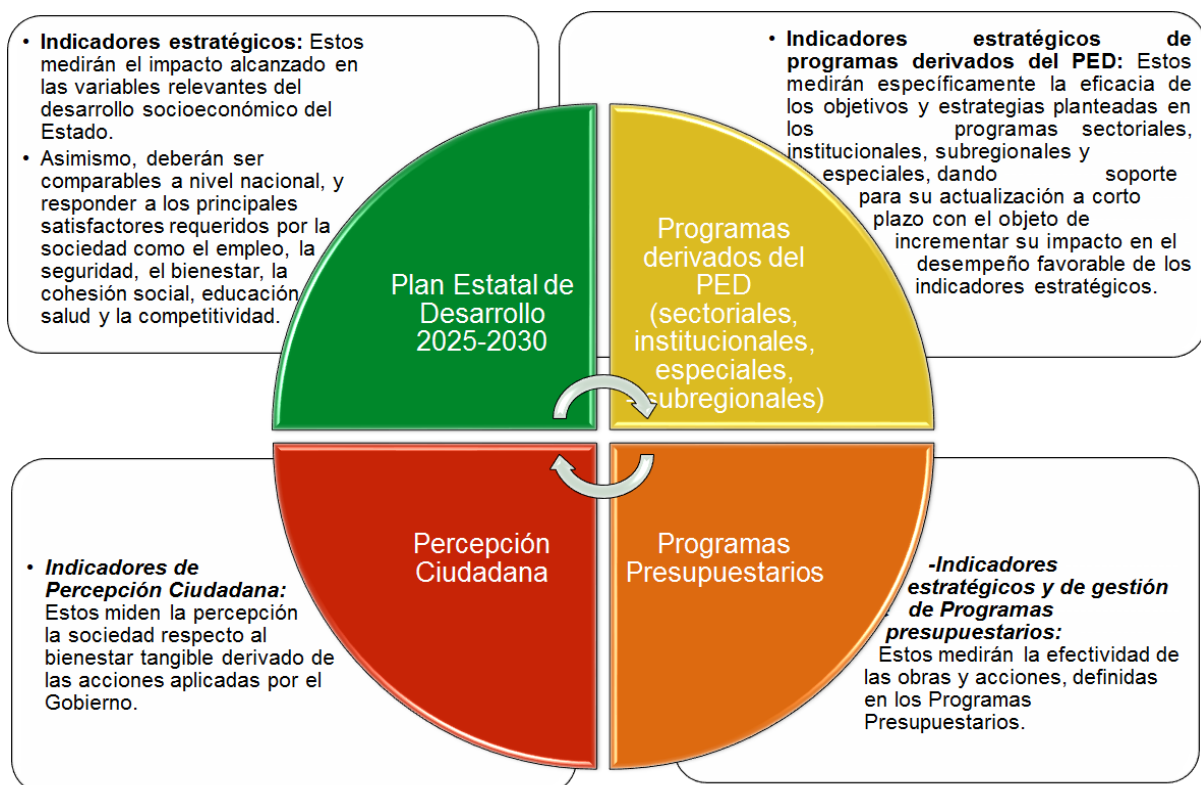 • Indicadores estratégicos: Estos
medirán el impacto alcanzado en
las variables relevantes del
desarrollo socioeconómico del
Estado.
• Asimismo, deberán ser
comparables a nivel nacional, y
responder a los principales
satisfactores requeridos por la
sociedad como el empleo, la
seguridad, el bienestar, la
cohesión social, educación
salud y la competitividad.
• Indicadores estratégicos de
programas derivados del PED: Estos
medirán específicamente la eficacia de
los objetivos y estrategias planteadas en
los programas sectoriales,
institucionales, subregionales y
especiales, dando soporte
para su actualización a corto
plazo con el objeto de
incrementar su impacto en el
desempeño favorable de los
indicadores estratégicos.
Plan Estatal de
Desarrollo
2025-2030
Programas
derivados del
PED
(sectoriales,
institucionales,
especiales,
subregionales)
Percepción
Ciudadana
Programas
Presupuestarios
• Indicadores de
Percepción Ciudadana:
Estos miden la percepción
la sociedad respecto al
bienestar tangible derivado de
las acciones aplicadas por el
Gobierno.
-Indicadores
estratégicos y de gestión
de Programas
presupuestarios:
Estos medirán la efectividad de
las obras y acciones, definidas
en los Programas
Presupuestarios.